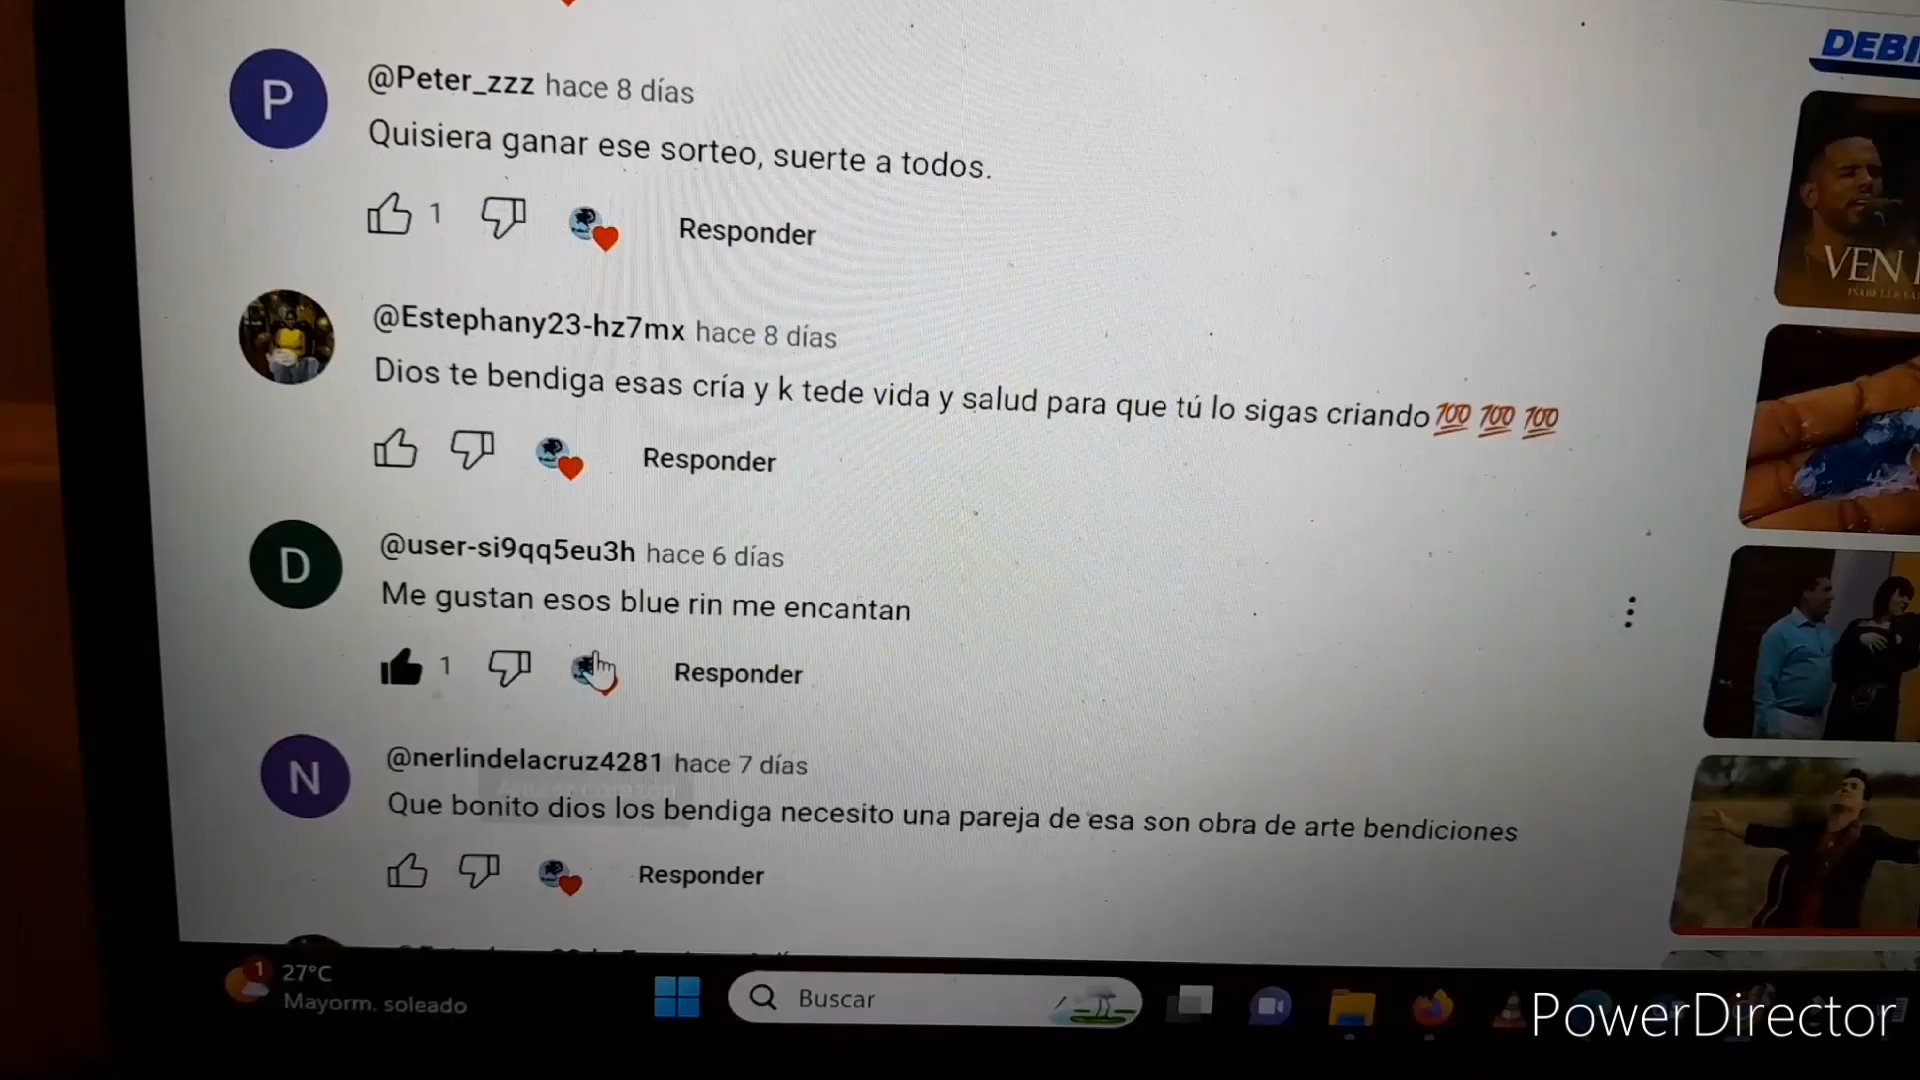 @Peter_zzz hace 8 días
Quisiera ganar ese sorteo, suerte a todos.
1
Responder
@Estephany23-hz7mx hace 8 días
Dios te bendiga esas cría y k tede vida y salud para que tú lo sigas criando💯💯💯
Responder
@user-si9qq5eu3h hace 6 días
Me gustan esos blue rin me encantan
1
Responder
@nerlindelacruz4281 hace 7 días
Que bonito dios los bendiga necesito una pareja de esa son obra de arte bendiciones
Responder
P
D
N
VEN
1
27°C
Mayorm. soleado
Buscar
PowerDirector